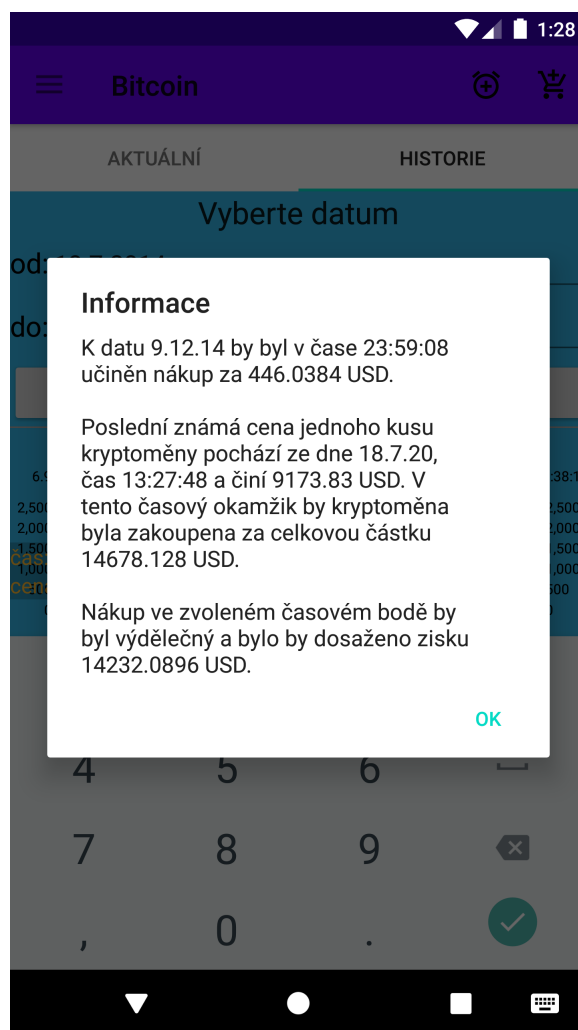 1:28
Bitcoin
AKTUÁLNÍ HISTORIE
Vyberte datum
od:
do:
Informace
K datu 9.12.14 by byl v čase 23:59:08
učiněn nákup za 446.0384 USD.
Poslední známá cena jednoho kusu
kryptoměny pochází ze dne 18.7.20,
čas 13:27:48 a činí 9173.83 USD. V
tento časový okamžik by kryptoměna
byla zakoupena za celkovou částku
14678.128 USD.
Nákup ve zvoleném časovém bodě by
byl výdělečný a bylo by dosaženo zisku
14232.0896 USD.
OK
4 5 6
7 8 9
, 0 .